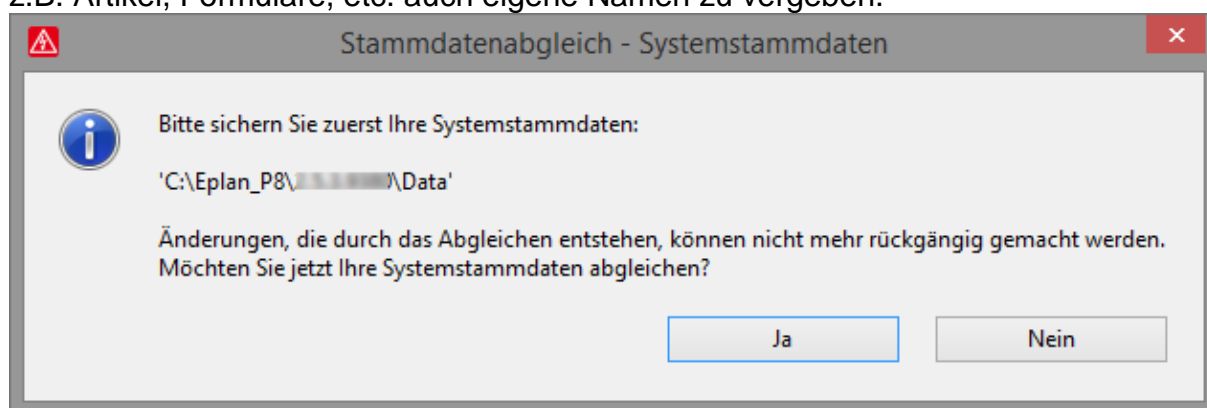 z.B. Artikel, Formulare, etc. auch eigene Namen zu vergeben.
Stammdatenabgleich - Systemstammdaten
Bitte sichern Sie zuerst Ihre Systemstammdaten:
'C:\Eplan_P8\ \Data'
Änderungen, die durch das Abgleichen entstehen, können nicht mehr rückgängig gemacht werden.
Möchten Sie jetzt Ihre Systemstammdaten abgleichen?
Ja Nein